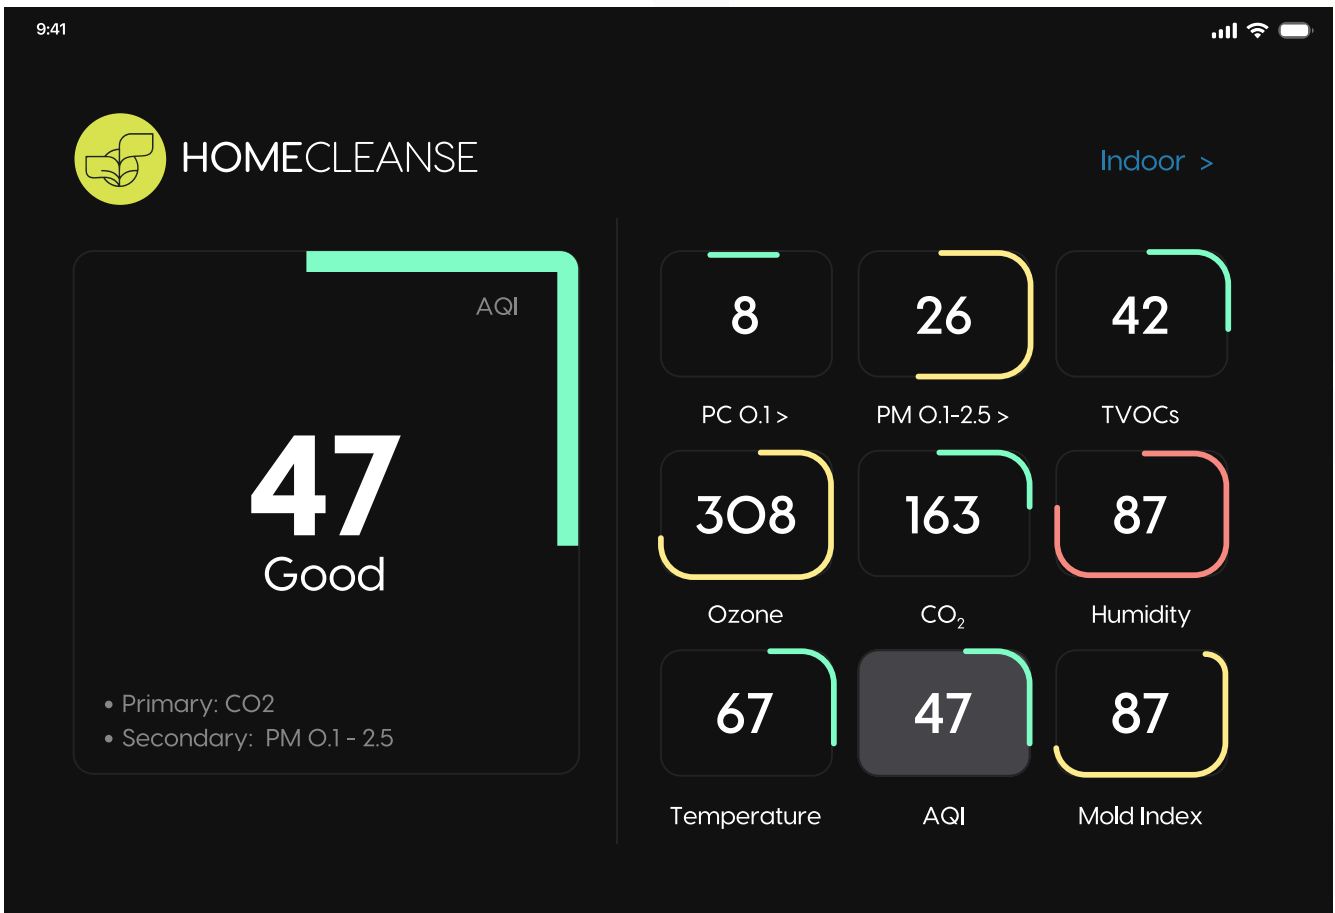 9:41
HOMECLEANSE
Indoor >
AQI
47
Good
• Primary: CO2
• Secondary: PM 0.1 - 2.5
8
26
42
PC 0.1 >
PM 0.1-2.5 >
TVOCs
308
163
87
Ozone
CO₂
Humidity
67
47
87
Temperature
AQI
Mold Index